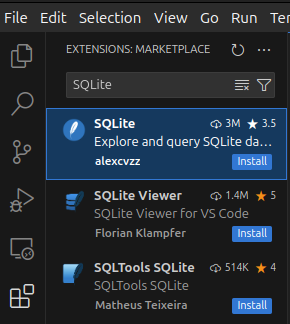 File Edit Selection View Go Run Ter
EXTENSIONS: MARKETPLACE
SQLite
SQLite 3M 3.5
Explore and query SQLite da...
alexcvzz Install
SQLite Viewer 1.4M 5
SQLite Viewer for VS Code
Florian Klampfer Install
SQLTools SQLite 514K 4
SQLTools SQLite
Matheus Teixeira Install